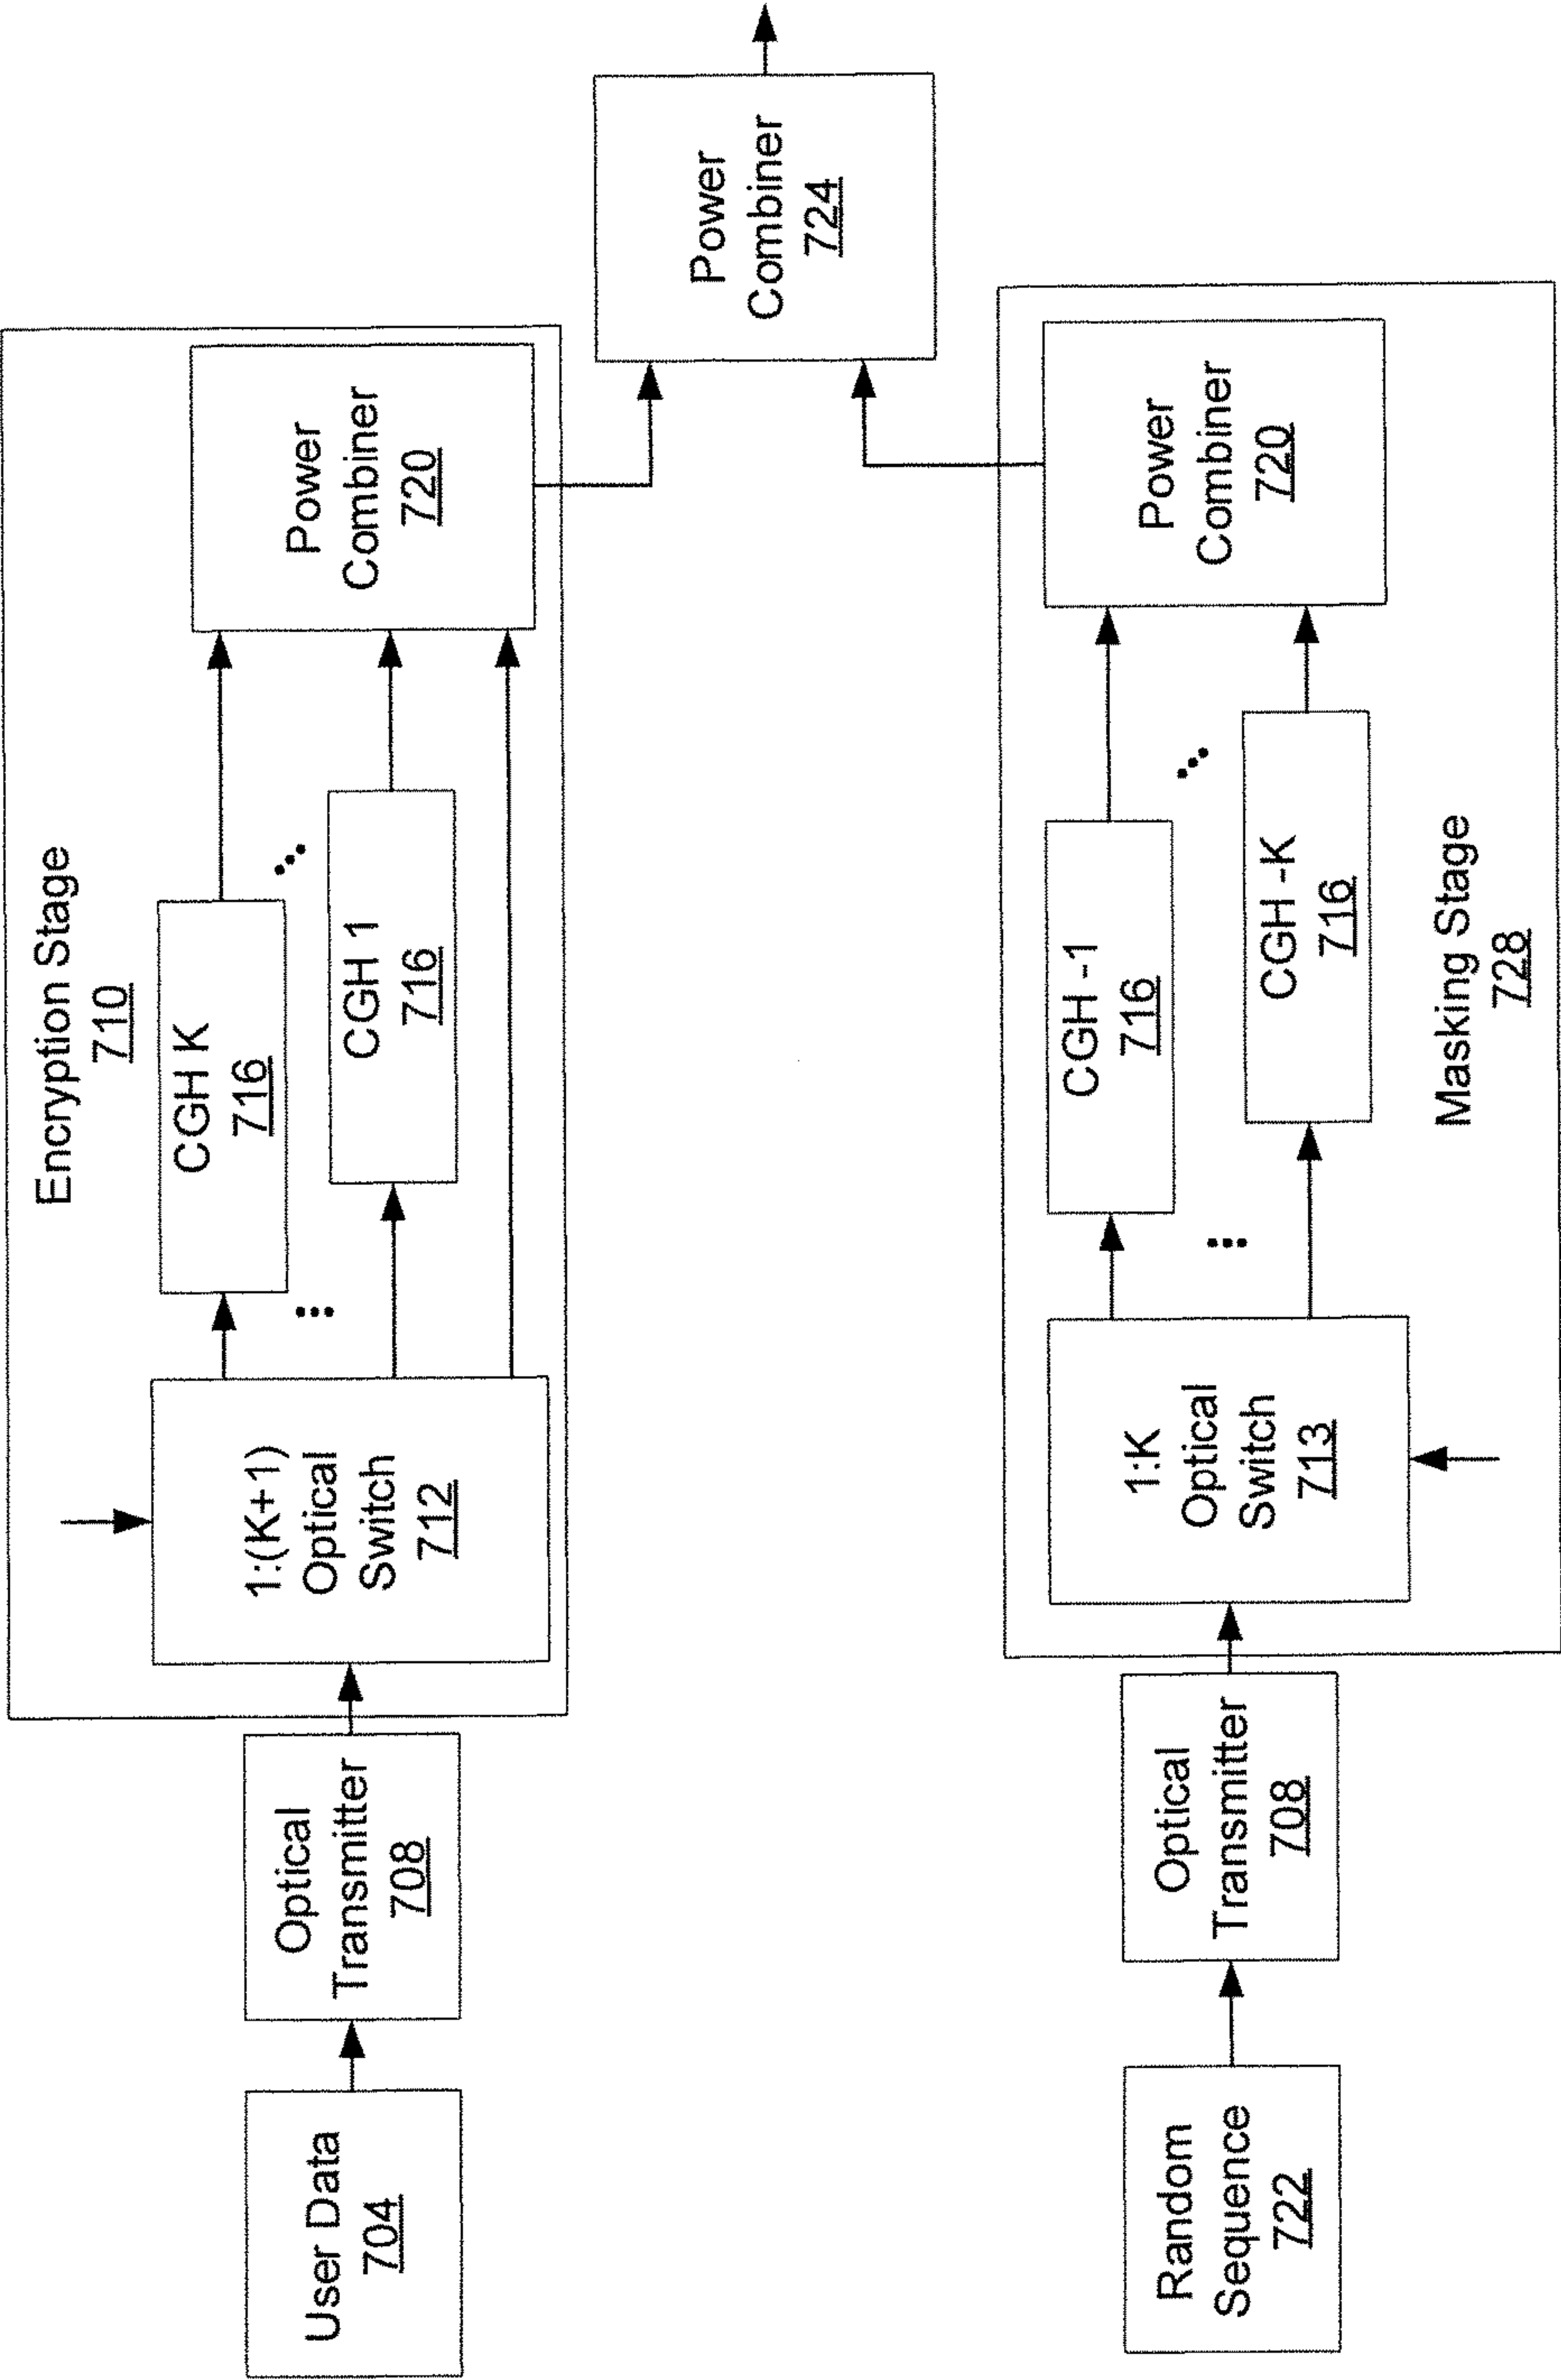 Encryption Stage
710
User Data
704
Optical
Transmitter
708
1:(K+1)
Optical
Switch
712
CGH K
716
CGH 1
716
Power
Combiner
720
Power
Combiner
724
Random
Sequence
722
Optical
Transmitter
708
1:K
Optical
Switch
713
CGH -1
716
CGH -K
716
Power
Combiner
720
Masking Stage
728